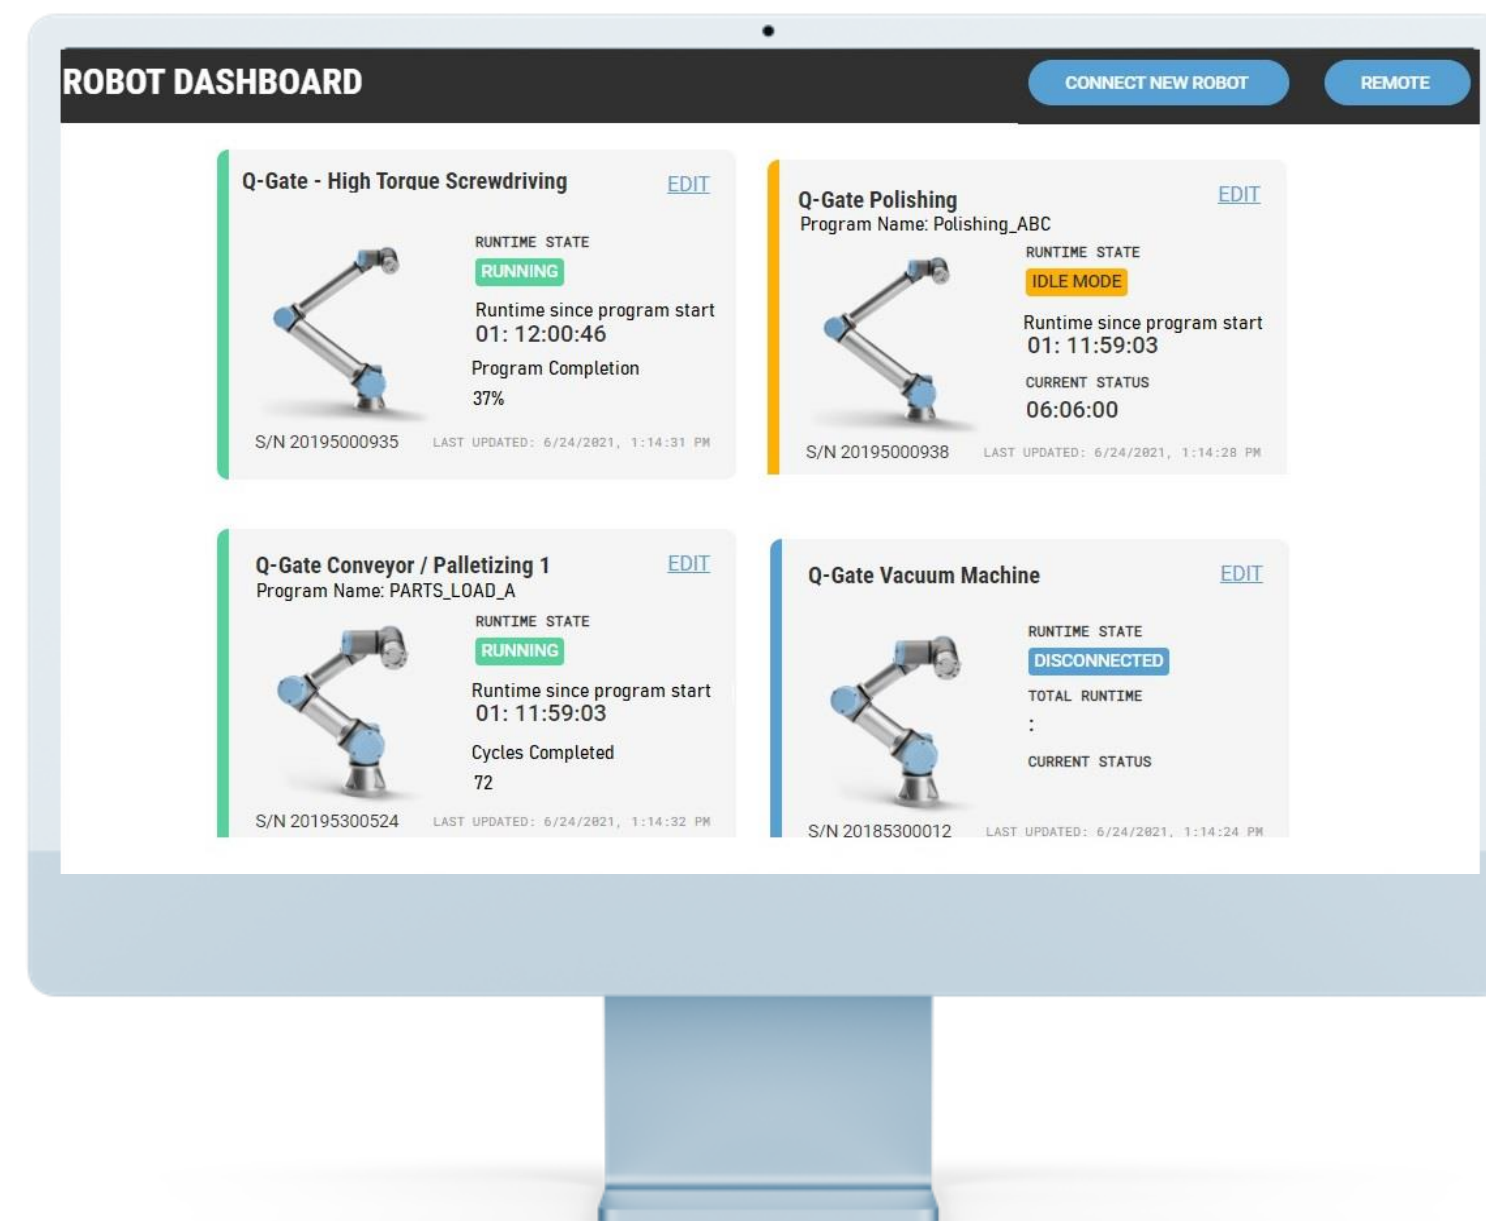 ROBOT DASHBOARD
CONNECT NEW ROBOT
REMOTE
Q-Gate - High Torque Screwdriving
EDIT
RUNTIME STATE
RUNNING
Runtime since program start
01: 12:00:46
Program Completion
37%
S/N 20195000935
LAST UPDATED: 6/24/2021, 1:14:31 PM
Q-Gate Polishing
EDIT
Program Name: Polishing_ABC
RUNTIME STATE
IDLE MODE
Runtime since program start
01: 11:59:03
CURRENT STATUS
06:06:00
S/N 20195000938
LAST UPDATED: 6/24/2021, 1:14:28 PM
Q-Gate Conveyor / Palletizing 1
EDIT
Program Name: PARTS_LOAD_A
RUNTIME STATE
RUNNING
Runtime since program start
01: 11:59:03
Cycles Completed
72
S/N 20195300524
LAST UPDATED: 6/24/2021, 1:14:32 PM
Q-Gate Vacuum Machine
EDIT
RUNTIME STATE
DISCONNECTED
TOTAL RUNTIME
:
CURRENT STATUS
S/N 20185300012
LAST UPDATED: 6/24/2021, 1:14:24 PM